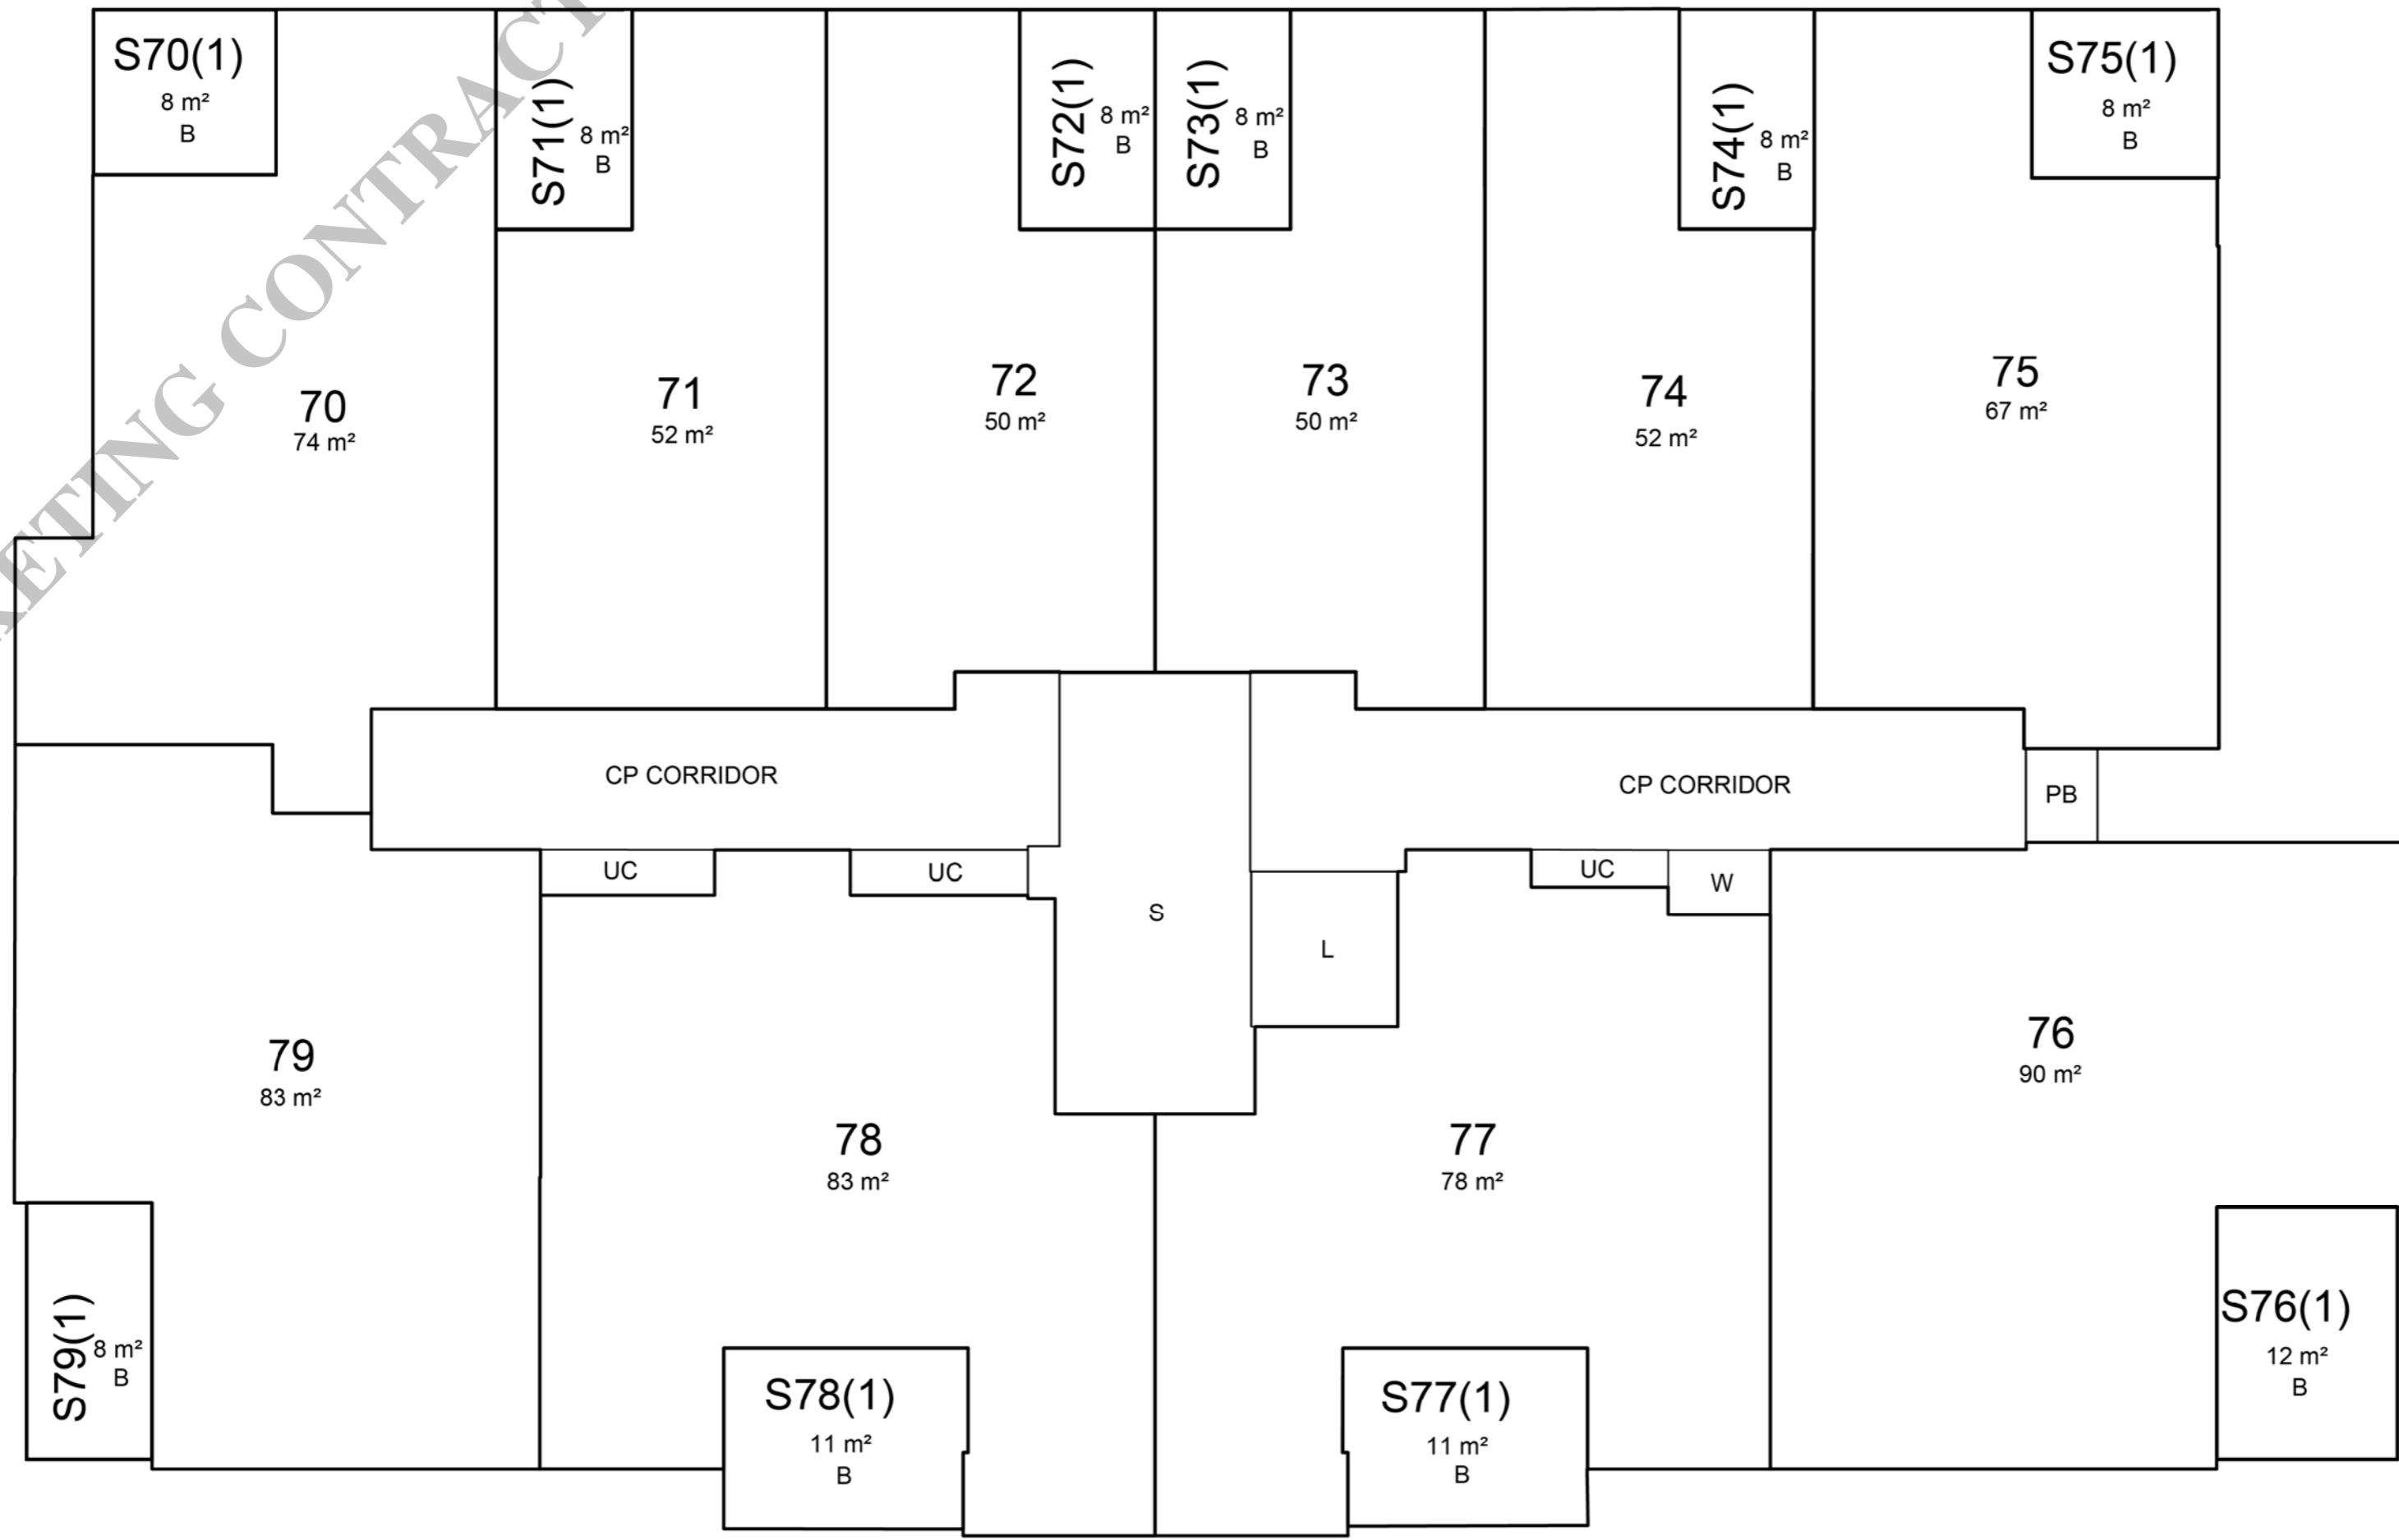 S70(1)
8 m²
B
S71(1)
8 m²
B
S72(1)
8 m²
B
S73(1)
8 m²
B
S74(1)
8 m²
B
S75(1)
8 m²
B
70
74 m²
71
52 m²
72
50 m²
73
50 m²
74
52 m²
75
67 m²
CP CORRIDOR
CP CORRIDOR
PB
UC
UC
S
L
UC
W
79
83 m²
78
83 m²
77
78 m²
76
90 m²
S79(1)
8 m²
B
S78(1)
11 m²
B
S77(1)
11 m²
B
S76(1)
12 m²
B
ETING CONTRACT